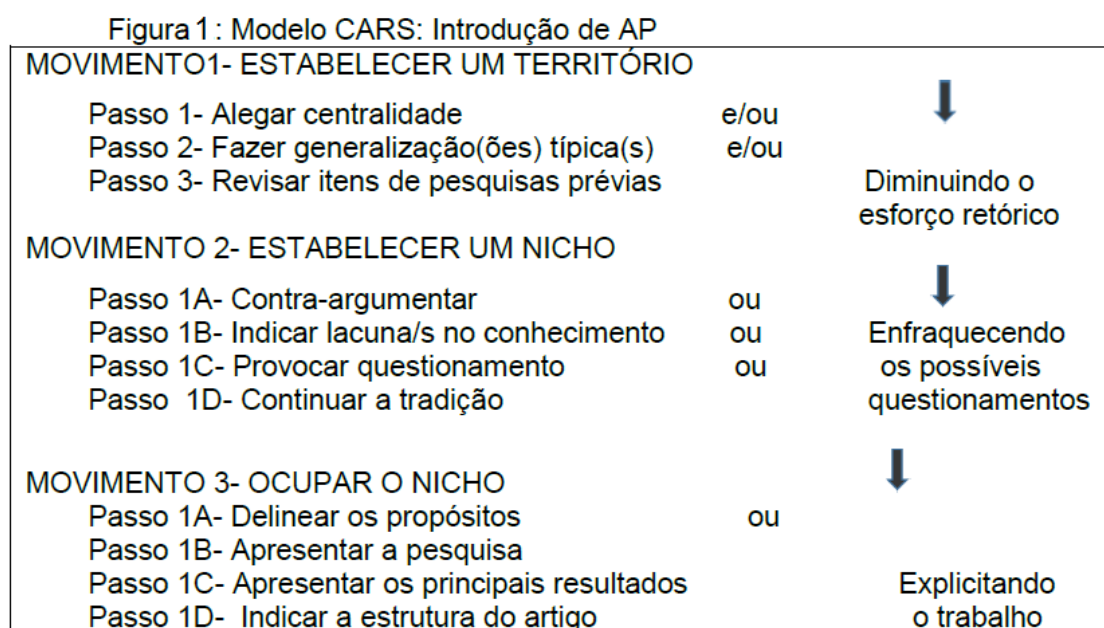 Figura 1: Modelo CARS: Introdução de AP
MOVIMENTO1- ESTABELECER UM TERRITÓRIO
Passo 1- Alegar centralidade e/ou
Passo 2- Fazer generalização(ões) típica(s) e/ou
Passo 3- Revisar itens de pesquisas prévias Diminuindo o
esforço retórico
MOVIMENTO 2- ESTABELECER UM NICHO
Passo 1A- Contra-argumentar ou
Passo 1B- Indicar lacuna/s no conhecimento ou Enfraquecendo
Passo 1C- Provocar questionamento ou os possíveis
Passo 1D- Continuar a tradição questionamentos
MOVIMENTO 3- OCUPAR O NICHO
Passo 1A- Delinear os propósitos ou
Passo 1B- Apresentar a pesquisa
Passo 1C- Apresentar os principais resultados Explicitando
Passo 1D- Indicar a estrutura do artigo o trabalho